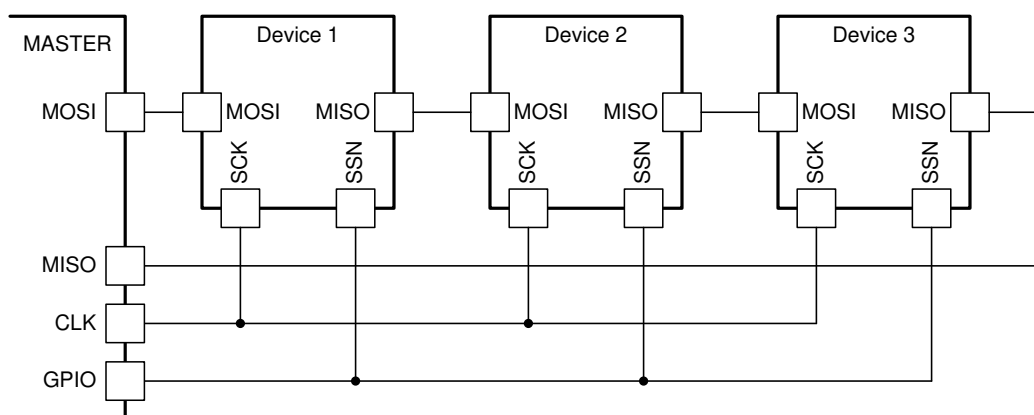 MASTER
Device 1
Device 2
Device 3
MOSI
MOSI
MISO
MOSI
MISO
MOSI
MISO
SCK
SSN
SCK
SSN
SCK
SSN
MISO
CLK
GPIO